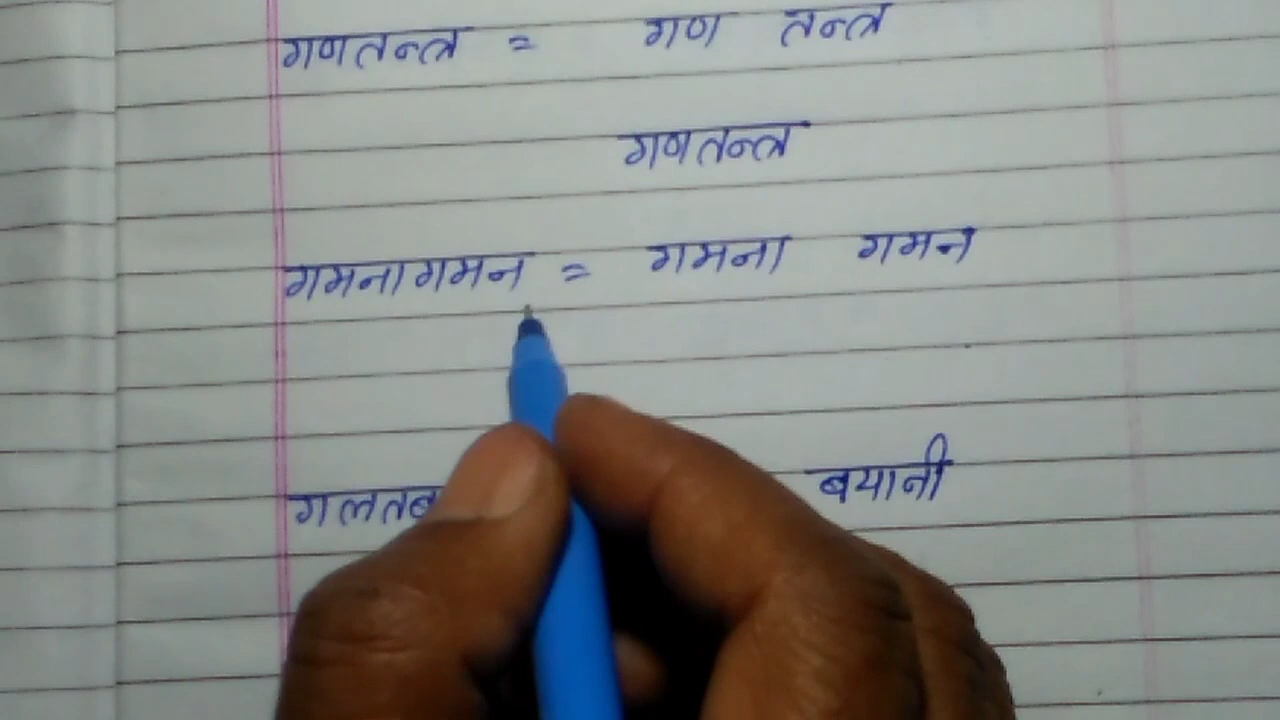 गणतन्त्र = गण तन्त्र
गणतन्त्र
गमनागमन = गमना गमन
बयानी